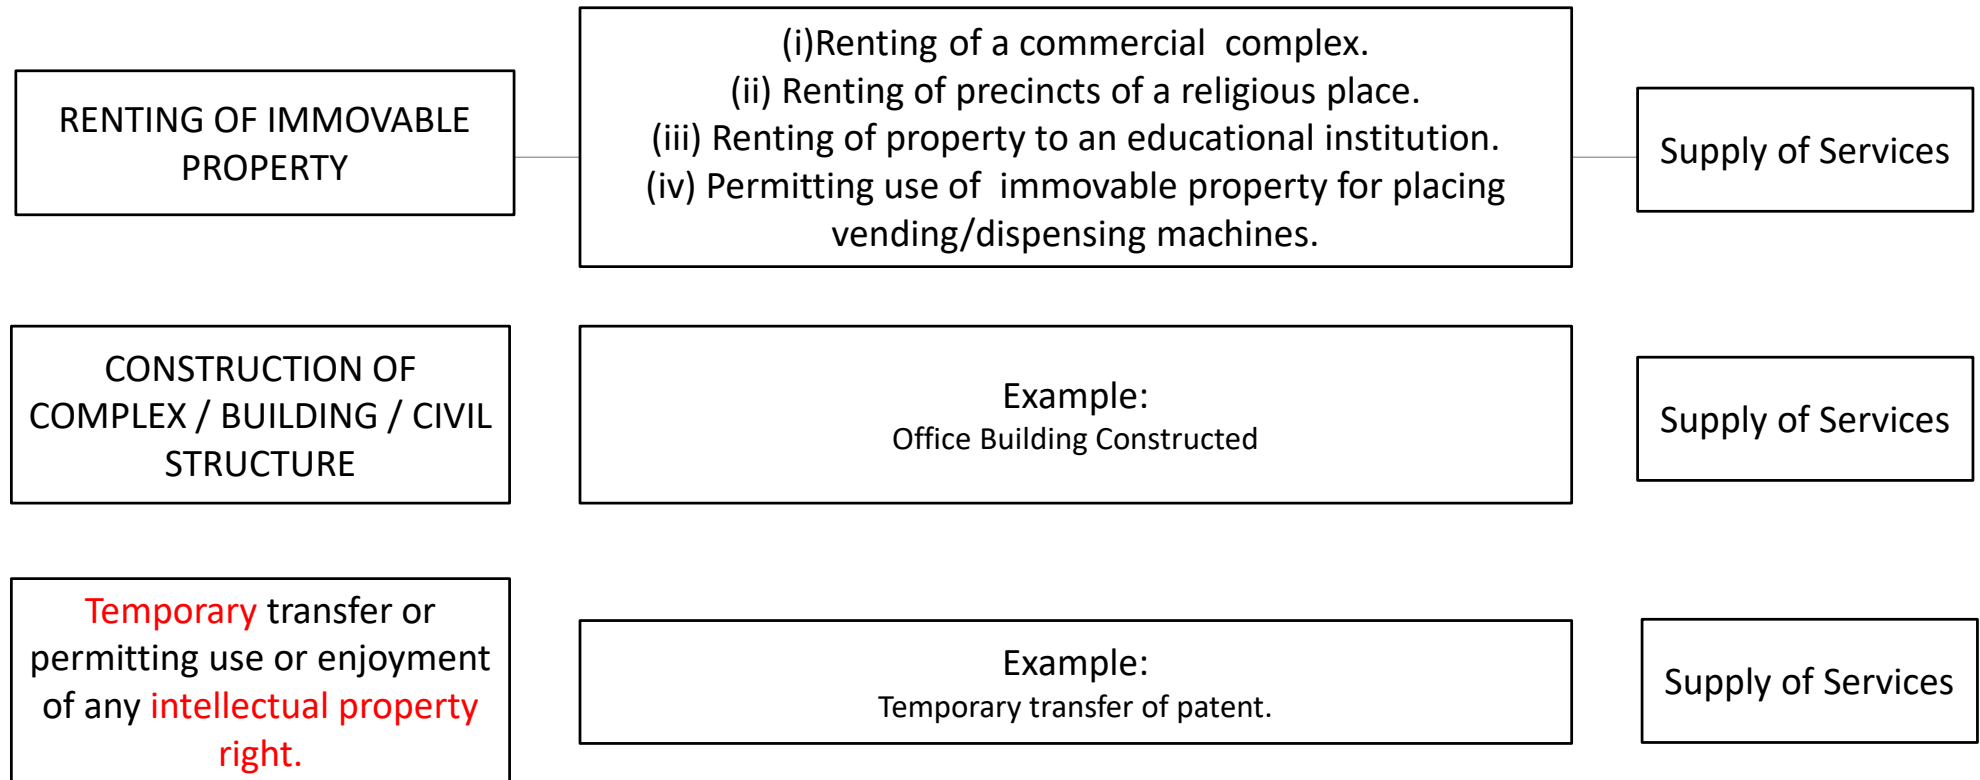 RENTING OF IMMOVABLE
PROPERTY
(i)Renting of a commercial complex.
(ii) Renting of precincts of a religious place.
(iii) Renting of property to an educational institution.
(iv) Permitting use of immovable property for placing
vending/dispensing machines.
Supply of Services
CONSTRUCTION OF
COMPLEX / BUILDING / CIVIL
STRUCTURE
Example:
Office Building Constructed
Supply of Services
Temporary transfer or
permitting use or enjoyment
of any intellectual property
right.
Example:
Temporary transfer of patent.
Supply of Services